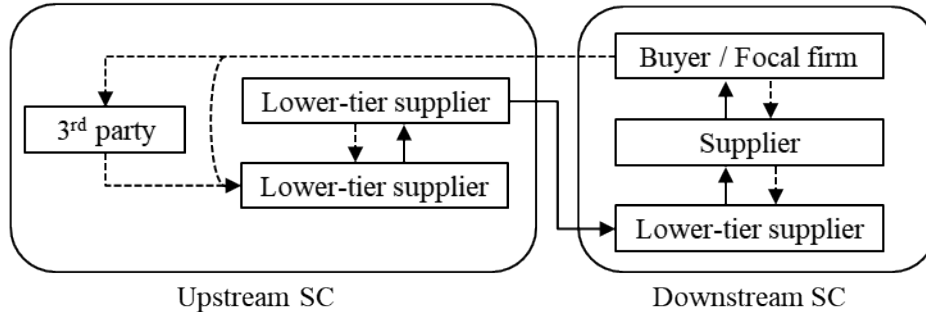 Buyer / Focal firm
Lower-tier supplier
3rd party
Supplier
Lower-tier supplier
Lower-tier supplier
Upstream SC
Downstream SC